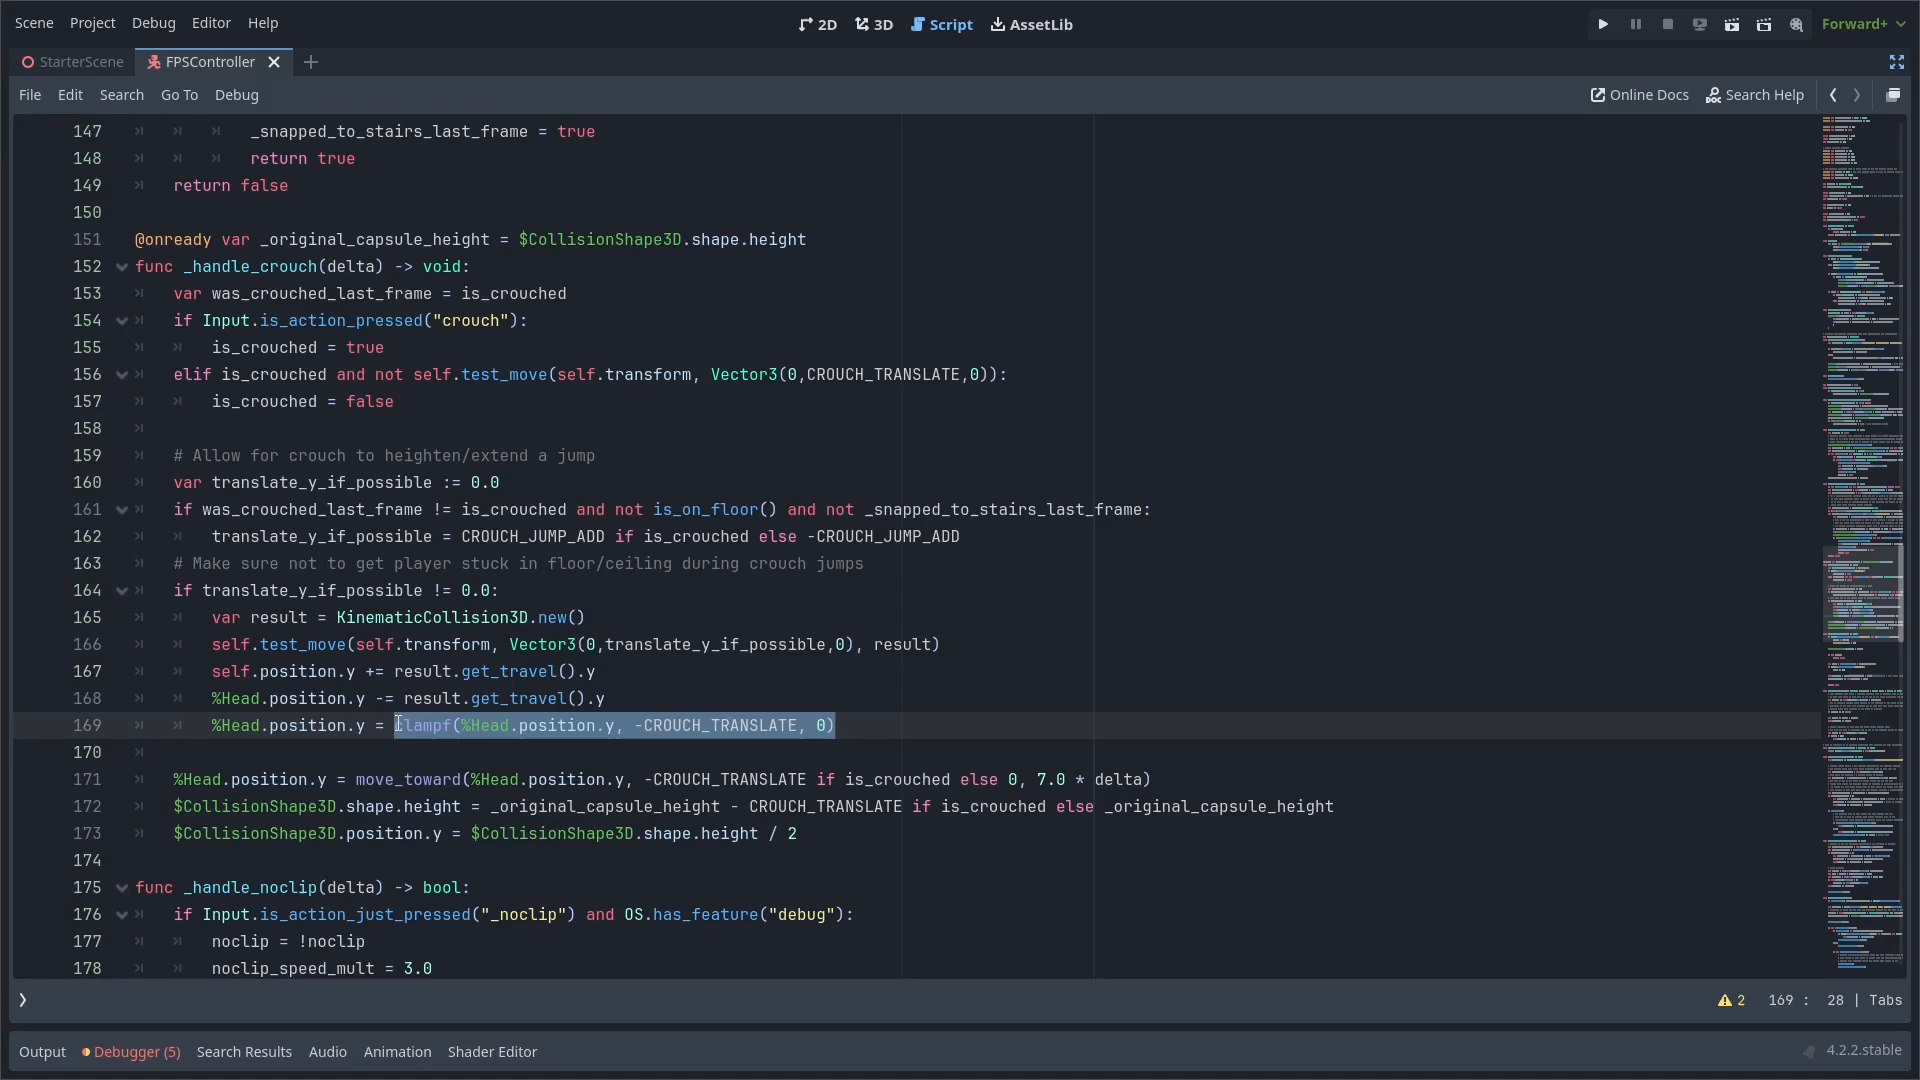 Scene Project Debug Editor Help 2D 3D Script AssetLib Forward+
StarterScene FPSController
File Edit Search Go To Debug Online Docs Search Help
147 _snapped_to_stairs_last_frame = true
148 return true
149 return false
150
151 @onready var _original_capsule_height = $CollisionShape3D.shape.height
152 func _handle_crouch(delta) -> void:
153 var was_crouched_last_frame = is_crouched
154 if Input.is_action_pressed("crouch"):
155 is_crouched = true
156 elif is_crouched and not self.test_move(self.transform, Vector3(0,CROUCH_TRANSLATE,0)):
157 is_crouched = false
158
159 # Allow for crouch to heighten/extend a jump
160 var translate_y_if_possible := 0.0
161 if was_crouched_last_frame != is_crouched and not is_on_floor() and not _snapped_to_stairs_last_frame:
162 translate_y_if_possible = CROUCH_JUMP_ADD if is_crouched else -CROUCH_JUMP_ADD
163 # Make sure not to get player stuck in floor/ceiling during crouch jumps
164 if translate_y_if_possible != 0.0:
165 var result = KinematicCollision3D.new()
166 self.test_move(self.transform, Vector3(0,translate_y_if_possible,0), result)
167 self.position.y += result.get_travel().y
168 %Head.position.y -= result.get_travel().y
169 %Head.position.y = clampf(%Head.position.y, -CROUCH_TRANSLATE, 0)
170
171 %Head.position.y = move_toward(%Head.position.y, -CROUCH_TRANSLATE if is_crouched else 0, 7.0 * delta)
172 $CollisionShape3D.shape.height = _original_capsule_height - CROUCH_TRANSLATE if is_crouched else _original_capsule_height
173 $CollisionShape3D.position.y = $CollisionShape3D.shape.height / 2
174
175 func _handle_noclip(delta) -> bool:
176 if Input.is_action_just_pressed("_noclip") and OS.has_feature("debug"):
177 noclip = !noclip
178 noclip_speed_mult = 3.0
2 169 : 28 | Tabs
Output Debugger (5) Search Results Audio Animation Shader Editor 4.2.2.stable